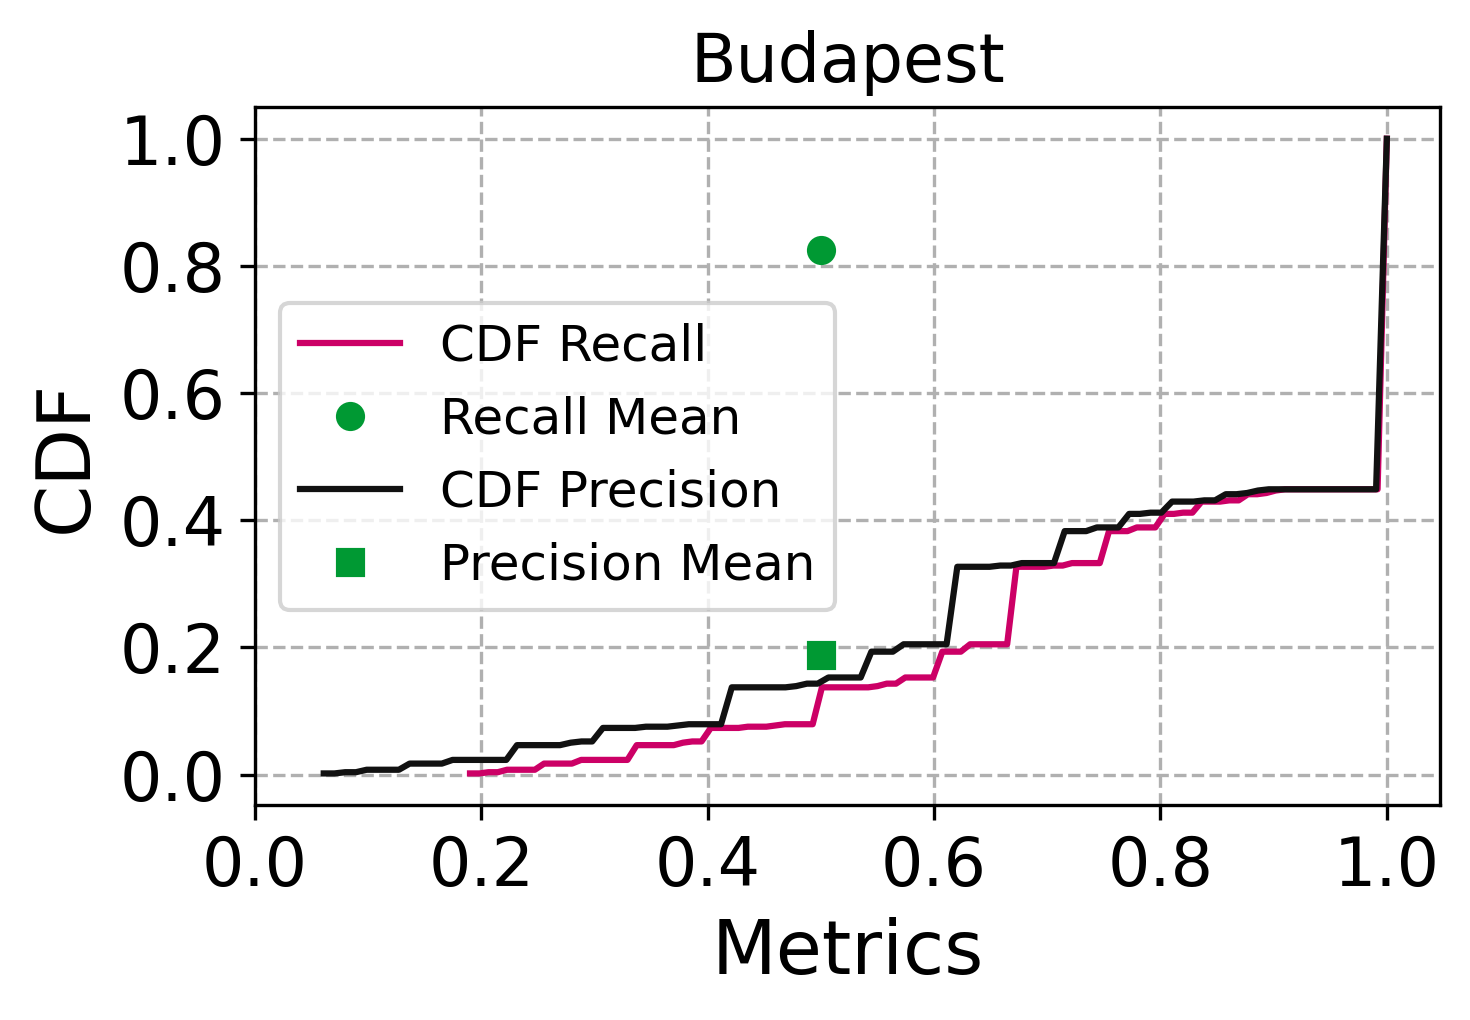 Budapest
1.0
0.8
0.6
0.4
0.2
0.0
CDF
CDF Recall
Recall Mean
CDF Precision
Precision Mean
0.0 0.2 0.4 0.6 0.8 1.0
Metrics